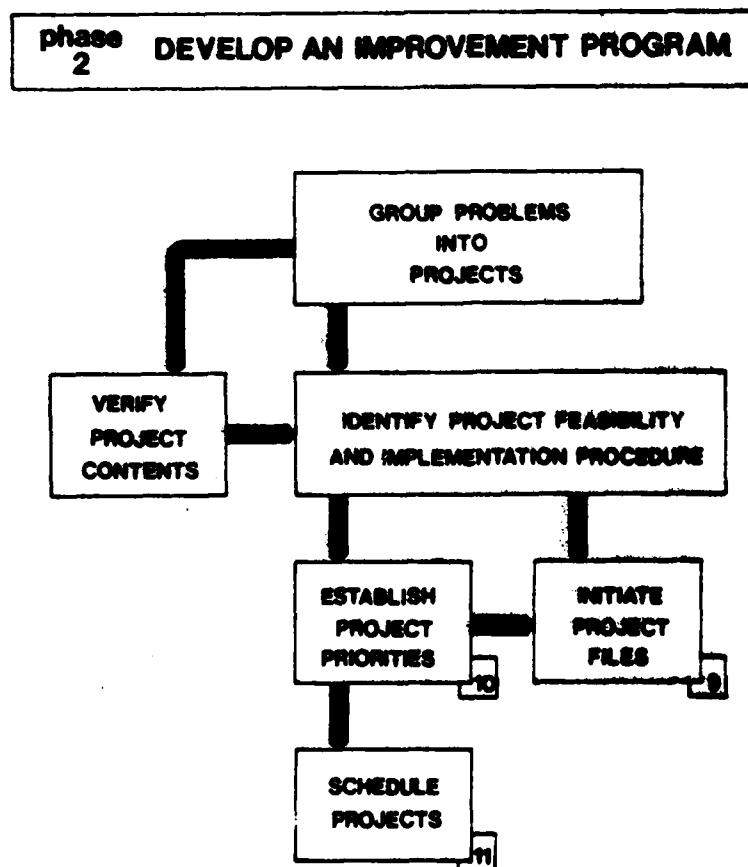 phase
2
DEVELOP AN IMPROVEMENT PROGRAM
GROUP PROBLEMS
INTO
PROJECTS
VERIFY
PROJECT
CONTENTS
IDENTIFY PROJECT FEASIBILITY
AND IMPLEMENTATION PROCEDURE
ESTABLISH
PROJECT
PRIORITIES
10
INITIATE
PROJECT
FILES
9
SCHEDULE
PROJECTS
11